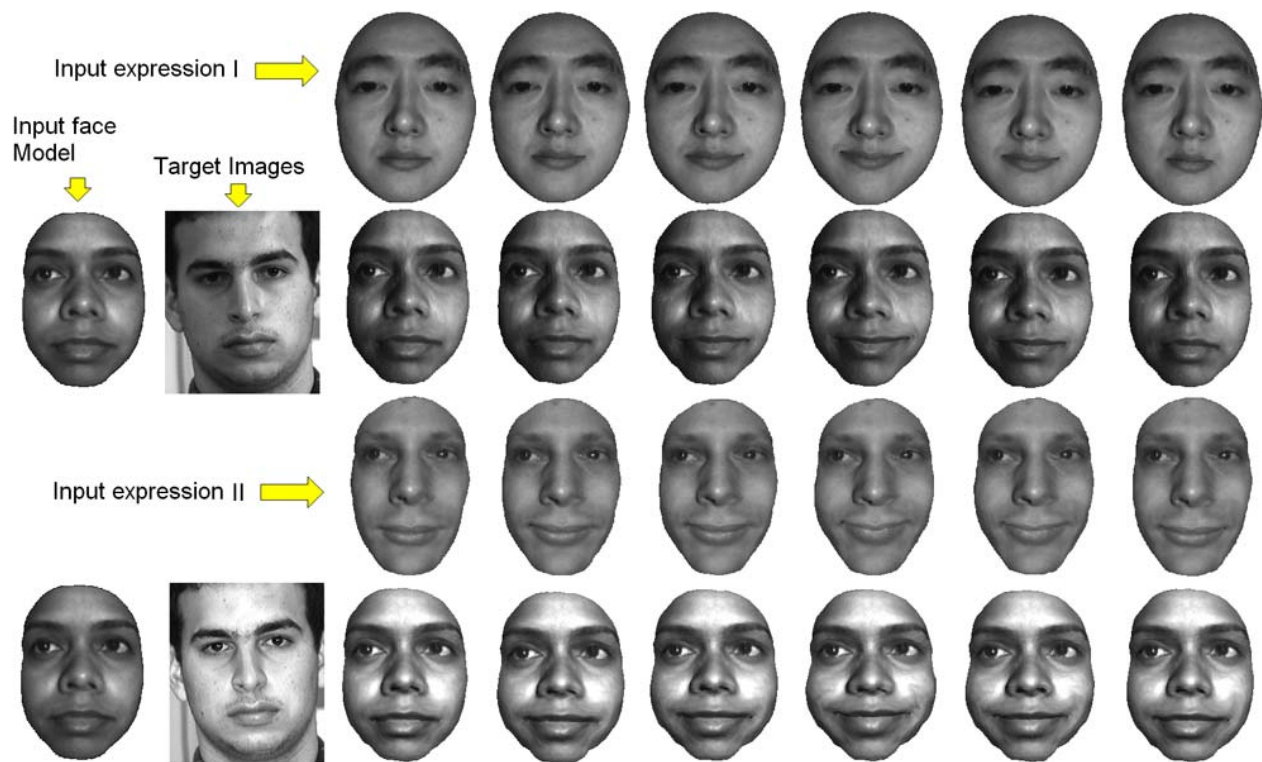 Input expression I
Input face
Model
Target Images
Input expression II